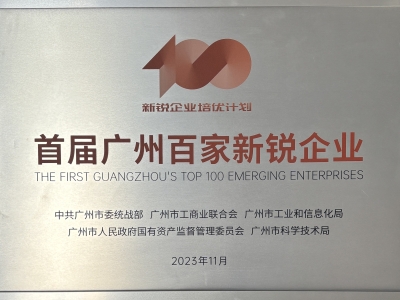 100
新锐企业培优计划
首届广州百家新锐企业
THE FIRST GUANGZHOU'S TOP 100 EMERGING ENTERPRISES
中共广州市委统战部 广州市工商业联合会 广州市工业和信息化局
广州市人民政府国有资产监督管理委员会 广州市科学技术局
2023年11月